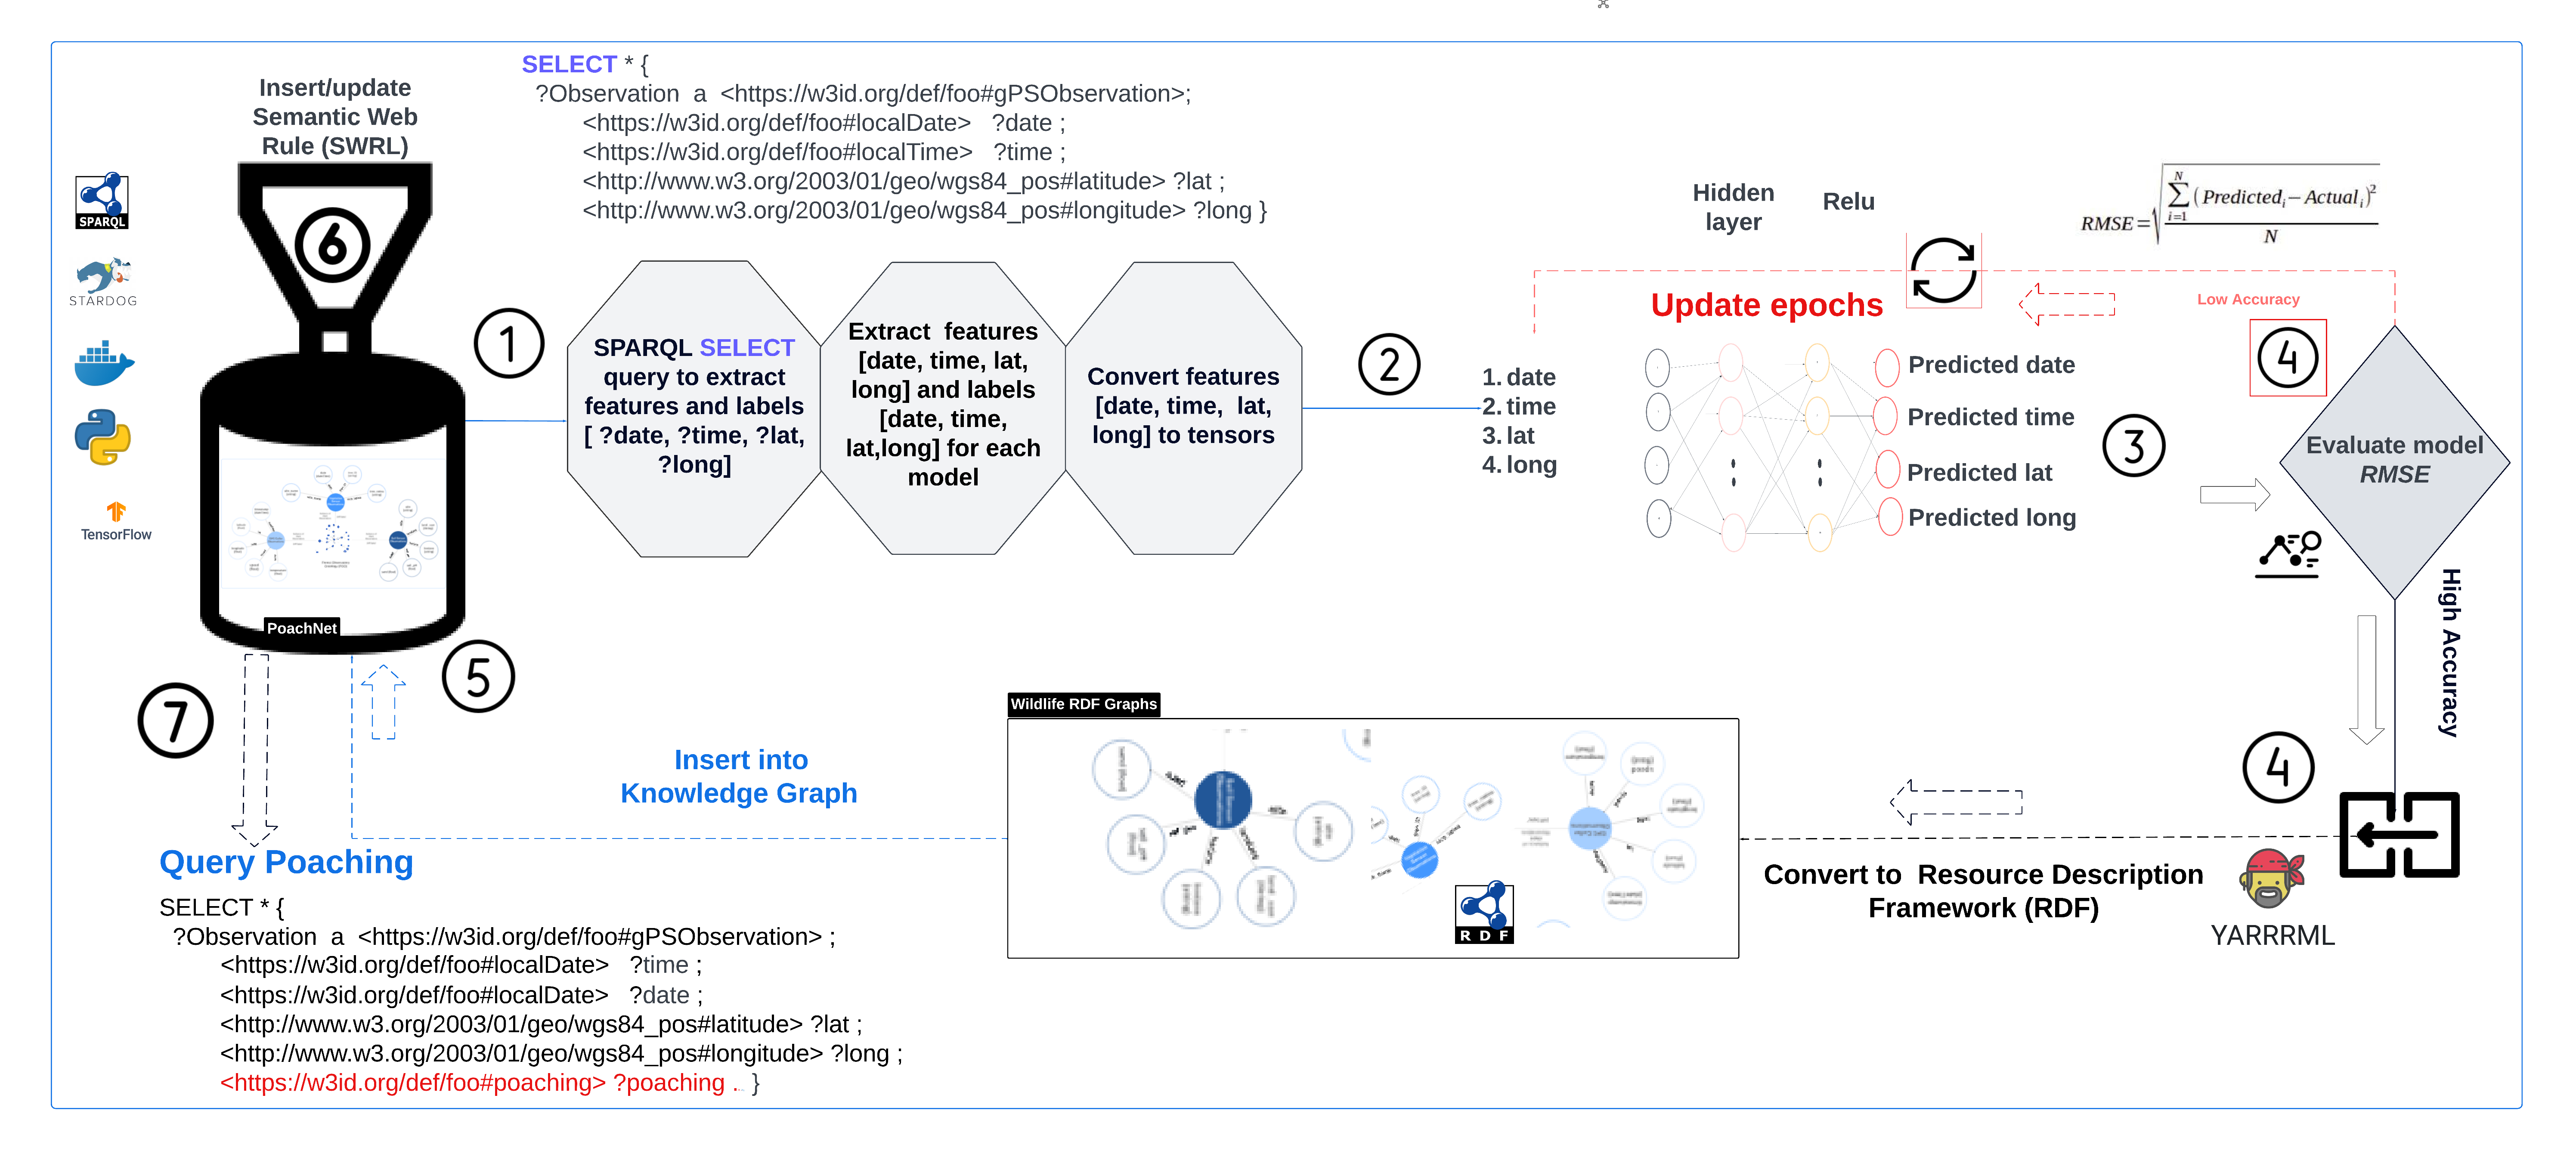 Insert/update
Semantic Web
Rule (SWRL)
6
SPARQL
STARDOG
TensorFlow
PoachNet
SELECT * {
?Observation a <https://w3id.org/def/foo#gPSObservation>;
<https://w3id.org/def/foo#localDate> ?date ;
<https://w3id.org/def/foo#localTime> ?time ;
<http://www.w3.org/2003/01/geo/wgs84_pos#latitude> ?lat ;
<http://www.w3.org/2003/01/geo/wgs84_pos#longitude> ?long }
1
SPARQL SELECT
query to extract
features and labels
[ ?date, ?time, ?lat,
?long]
Extract features
[date, time, lat,
long] and labels
[date, time,
lat,long] for each
model
Convert features
[date, time, lat,
long] to tensors
2
1. date
2. time
3. lat
4. long
Hidden
layer
Relu
Update epochs
Predicted date
Predicted time
Predicted lat
Predicted long
3
RMSE = √ ∑ i=1 N (Predicted i − Actual i)² / N
Low Accuracy
4
Evaluate model
RMSE
High Accuracy
4
Convert to Resource Description
Framework (RDF)
YARRRML
Wildlife RDF Graphs
RDF
Insert into
Knowledge Graph
5
7
Query Poaching
SELECT * {
?Observation a <https://w3id.org/def/foo#gPSObservation> ;
<https://w3id.org/def/foo#localDate> ?time ;
<https://w3id.org/def/foo#localDate> ?date ;
<http://www.w3.org/2003/01/geo/wgs84_pos#latitude> ?lat ;
<http://www.w3.org/2003/01/geo/wgs84_pos#longitude> ?long ;
<https://w3id.org/def/foo#poaching> ?poaching . }